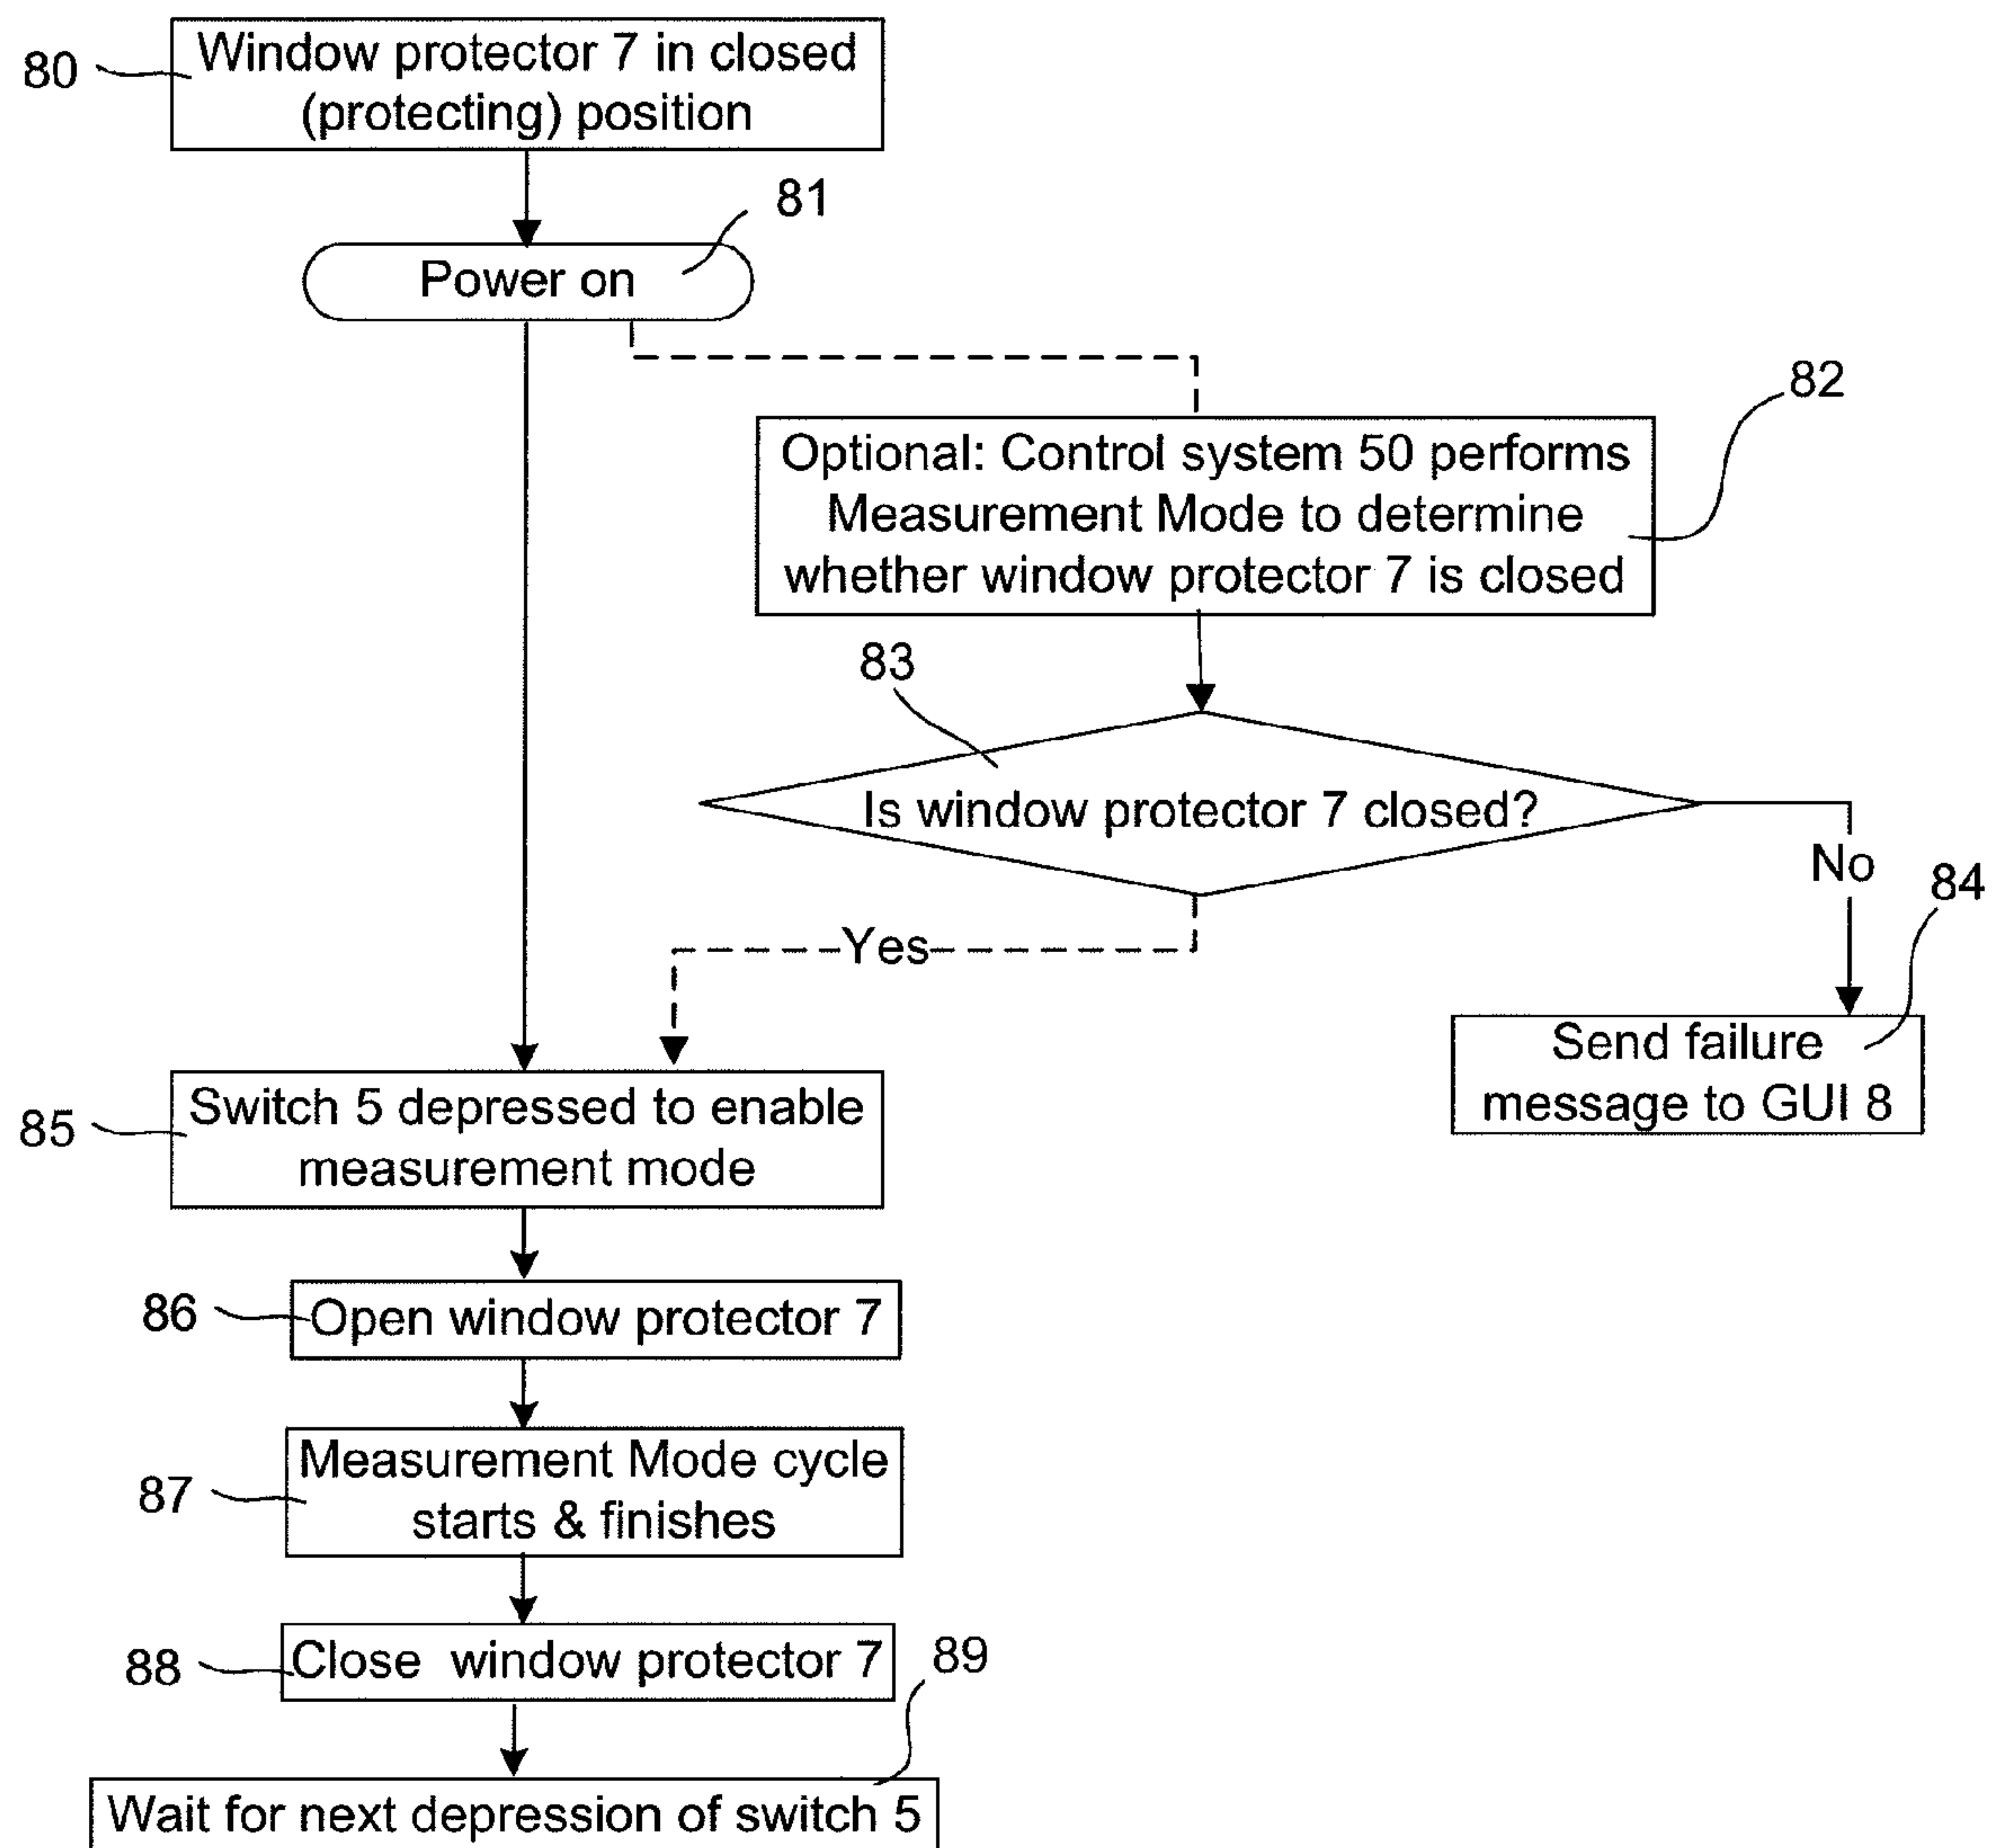 80
Window protector 7 in closed
(protecting) position
81
Power on
82
Optional: Control system 50 performs
Measurement Mode to determine
whether window protector 7 is closed
83
Is window protector 7 closed?
No
84
Yes
Send failure
message to GUI 8
85
Switch 5 depressed to enable
measurement mode
86
Open window protector 7
87
Measurement Mode cycle
starts & finishes
88
Close window protector 7
89
Wait for next depression of switch 5